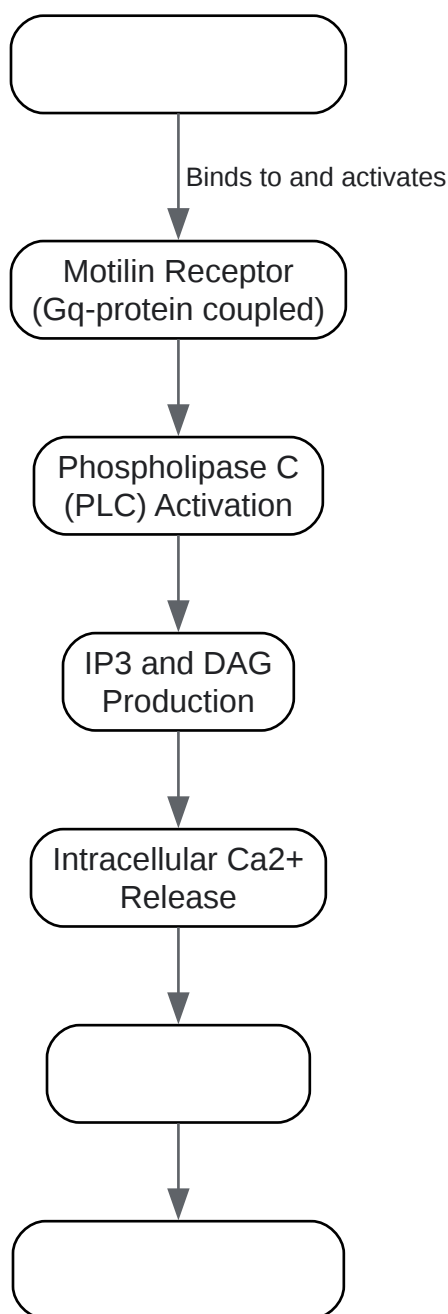 Binds to and activates
Motilin Receptor
(Gq-protein coupled)
Phospholipase C
(PLC) Activation
IP3 and DAG
Production
Intracellular Ca2+
Release